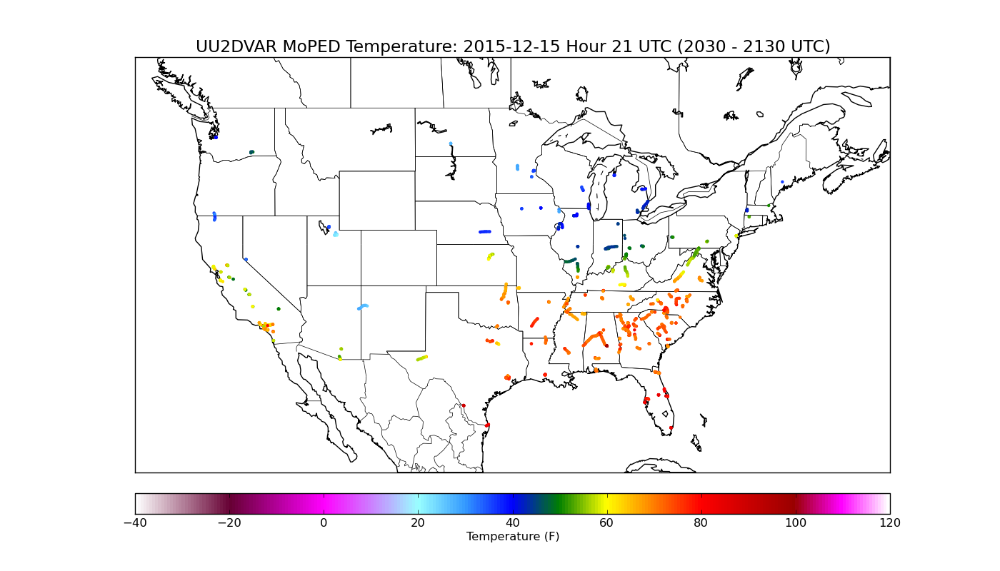 UU2DVAR MoPED Temperature: 2015-12-15 Hour 21 UTC (2030 - 2130 UTC)
−40 −20 0 20 40 60 80 100 120
Temperature (F)